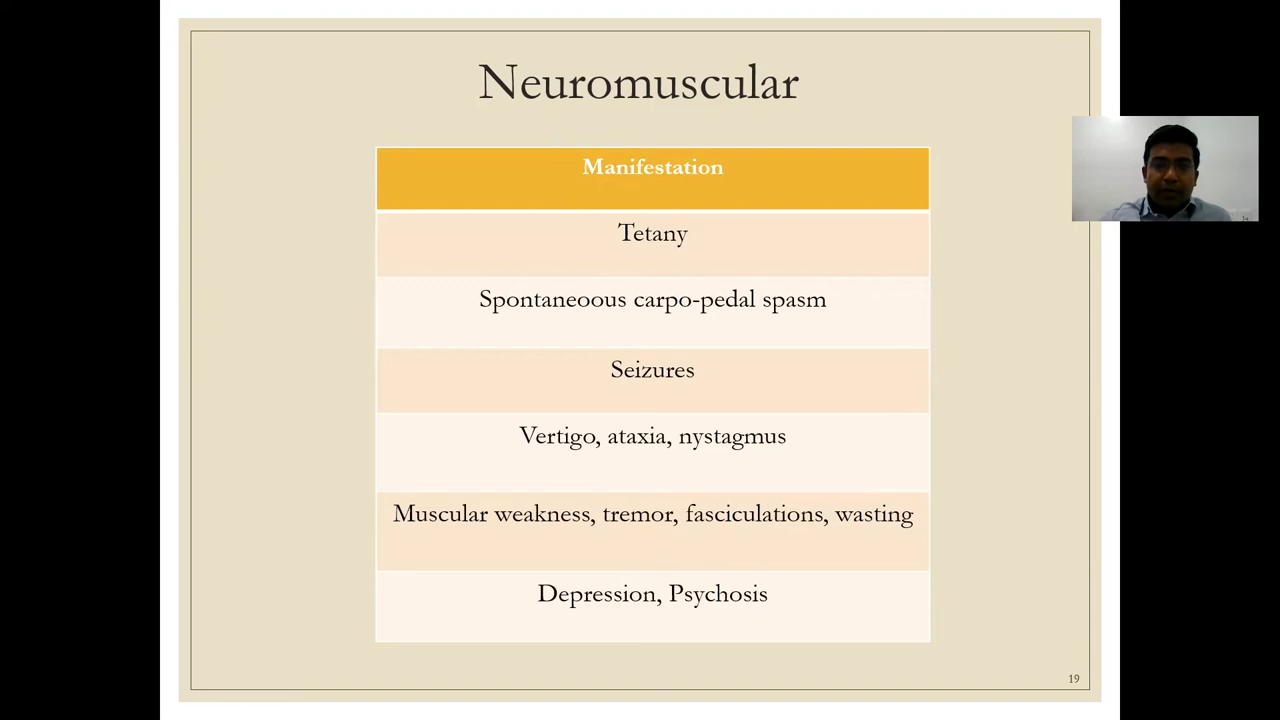 Neuromuscular
Manifestation
Tetany
Spontaneoous carpo-pedal spasm
Seizures
Vertigo, ataxia, nystagmus
Muscular weakness, tremor, fasciculations, wasting
Depression, Psychosis
19